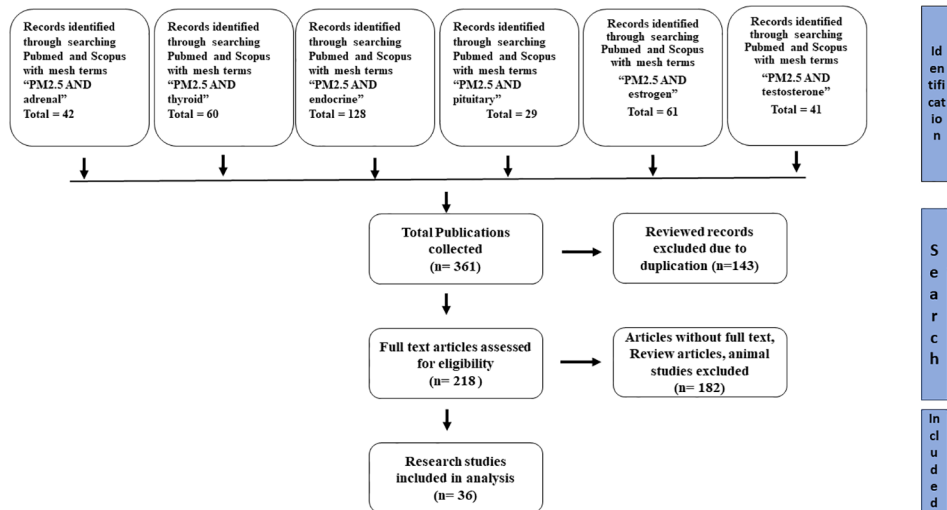 Records identified
through searching
Pubmed and Scopus
with mesh terms
“PM2.5 AND
adrenal”
Total = 42
Records identified
through searching
Pubmed and Scopus
with mesh terms
“PM2.5 AND
thyroid”
Total = 60
Records identified
through searching
Pubmed and Scopus
with mesh terms
“PM2.5 AND
endocrine”
Total = 128
Records identified
through searching
Pubmed and Scopus
with mesh terms
“PM2.5 AND
pituitary”
Total = 29
Records identified
through searching
Pubmed and Scopus
with mesh terms
“PM2.5 AND
estrogen”
Total = 61
Records identified
through searching
Pubmed and Scopus
with mesh terms
“PM2.5 AND
testosterone”
Total = 41
Id
en
tifi
cat
io
n
Total Publications
collected
(n= 361)
Reviewed records
excluded due to
duplication (n=143)
Full text articles assessed
for eligibility
(n= 218)
Articles without full text,
Review articles, animal
studies excluded
(n= 182)
S
e
a
r
c
h
Research studies
included in analysis
(n= 36)
In
cl
u
d
e
d